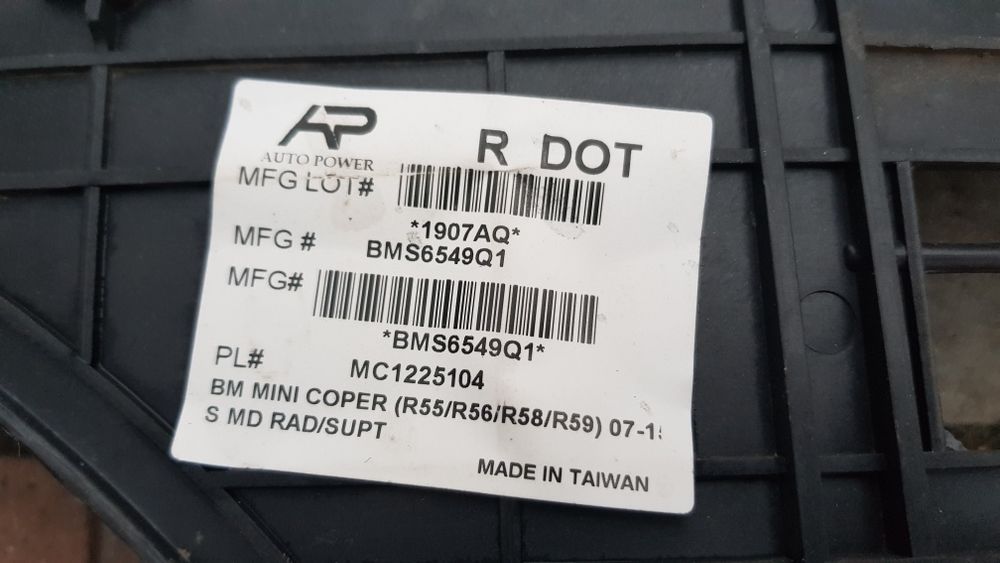 AP
AUTO POWER
R DOT
MFG LOT#
*1907AQ*
MFG # BMS6549Q1
MFG#
*BMS6549Q1*
PL# MC1225104
BM MINI COPER (R55/R56/R58/R59) 07-1
S MD RAD/SUPT
MADE IN TAIWAN